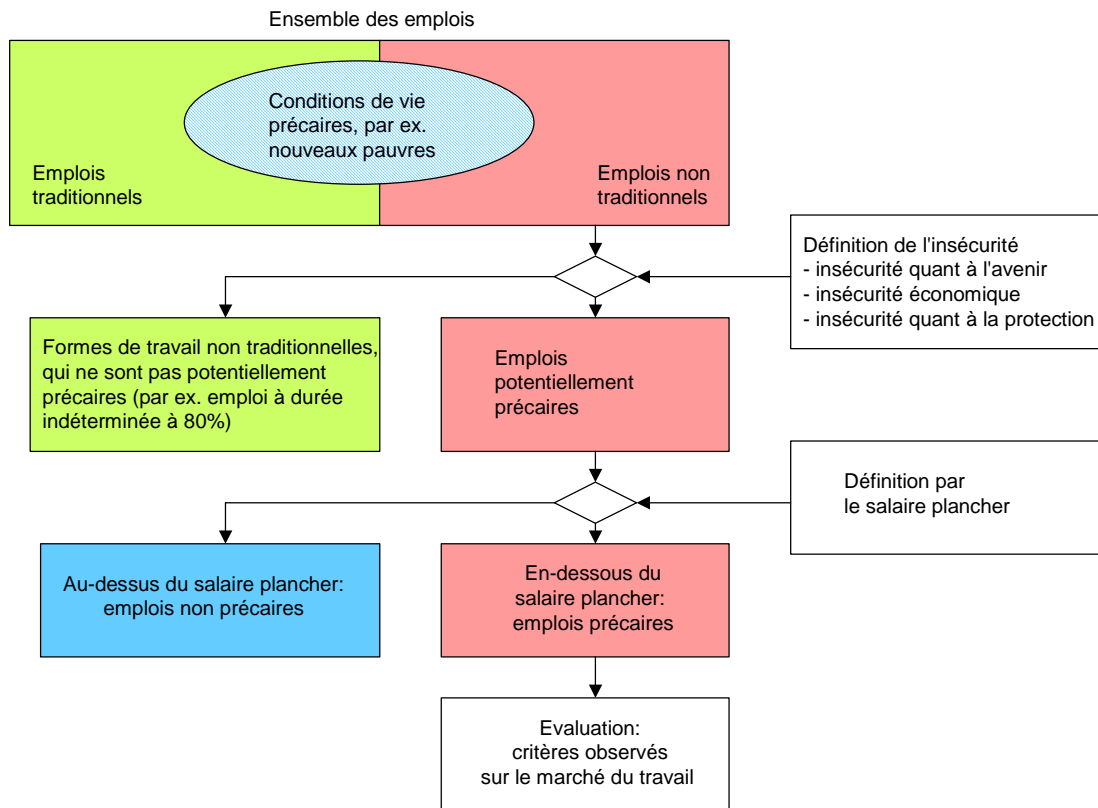 Ensemble des emplois
Conditions de vie
précaires, par ex.
nouveaux pauvres
Emplois
traditionnels
Emplois non
traditionnels
Définition de l'insécurité
- insécurité quant à l'avenir
- insécurité économique
- insécurité quant à la protection
Formes de travail non traditionnelles,
qui ne sont pas potentiellement
précaires (par ex. emploi à durée
indéterminée à 80%)
Emplois
potentiellement
précaires
Définition par
le salaire plancher
Au-dessus du salaire plancher:
emplois non précaires
En-dessous du
salaire plancher:
emplois précaires
Evaluation:
critères observés
sur le marché du travail